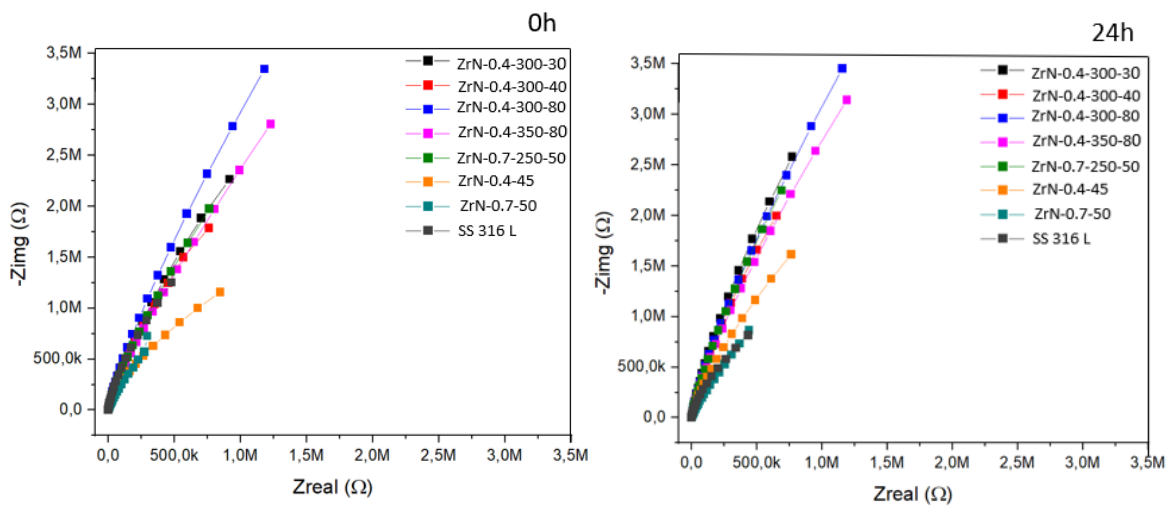 0h
3,5M
3,0M
2,5M
2,0M
1,5M
1,0M
500,0k
0,0
-Zimg (Ω)
0,0 500,0k 1,0M 1,5M 2,0M 2,5M 3,0M 3,5M
Zreal (Ω)
ZrN-0.4-300-30
ZrN-0.4-300-40
ZrN-0.4-300-80
ZrN-0.4-350-80
ZrN-0.7-250-50
ZrN-0.4-45
ZrN-0.7-50
SS 316 L
24h
3,5M
3,0M
2,5M
2,0M
1,5M
1,0M
500,0k
0,0
-Zimg (Ω)
0,0 500,0k 1,0M 1,5M 2,0M 2,5M 3,0M 3,5M
Zreal (Ω)
ZrN-0.4-300-30
ZrN-0.4-300-40
ZrN-0.4-300-80
ZrN-0.4-350-80
ZrN-0.7-250-50
ZrN-0.4-45
ZrN-0.7-50
SS 316 L